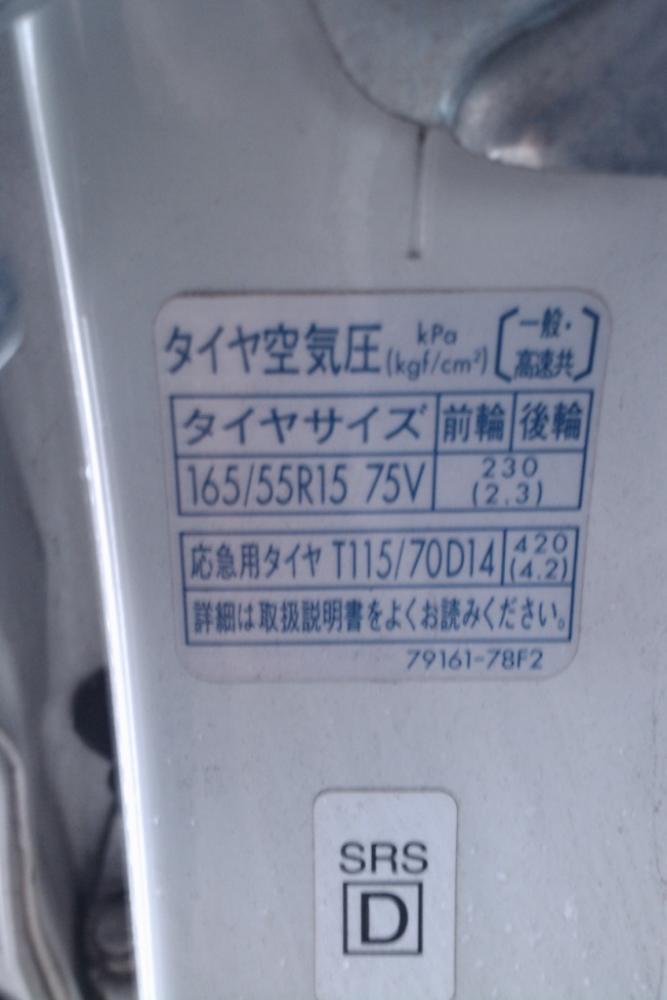 タイヤ空気圧 kPa (kgf/cm²) [一般・高速共]
タイヤサイズ 前輪 後輪
165/55R15 75V 230 (2.3)
応急用タイヤ T115/70D14 420 (4.2)
詳細は取扱説明書をよくお読みください。
79161-78F2
SRS
D